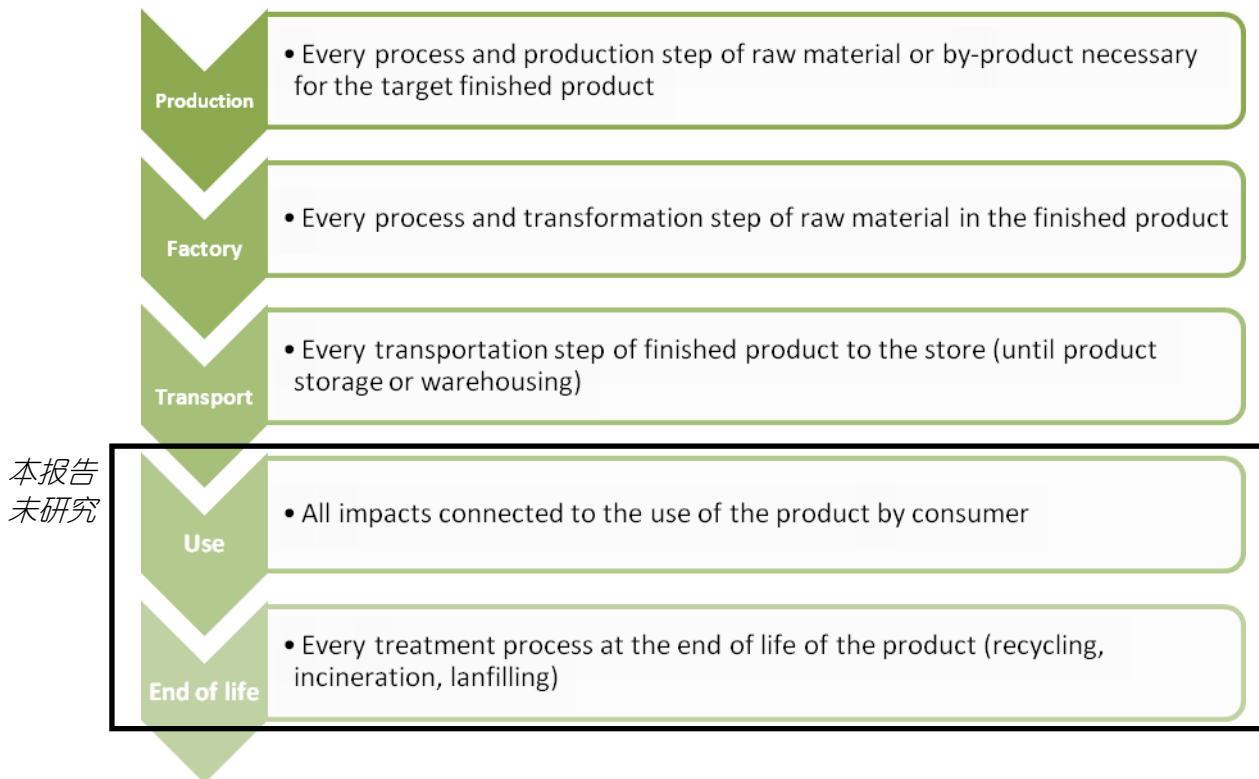 Production
• Every process and production step of raw material or by-product necessary
for the target finished product
Factory
• Every process and transformation step of raw material in the finished product
Transport
• Every transportation step of finished product to the store (until product
storage or warehousing)
本报告
未研究
Use
• All impacts connected to the use of the product by consumer
End of life
• Every treatment process at the end of life of the product (recycling,
incineration, lanfilling)